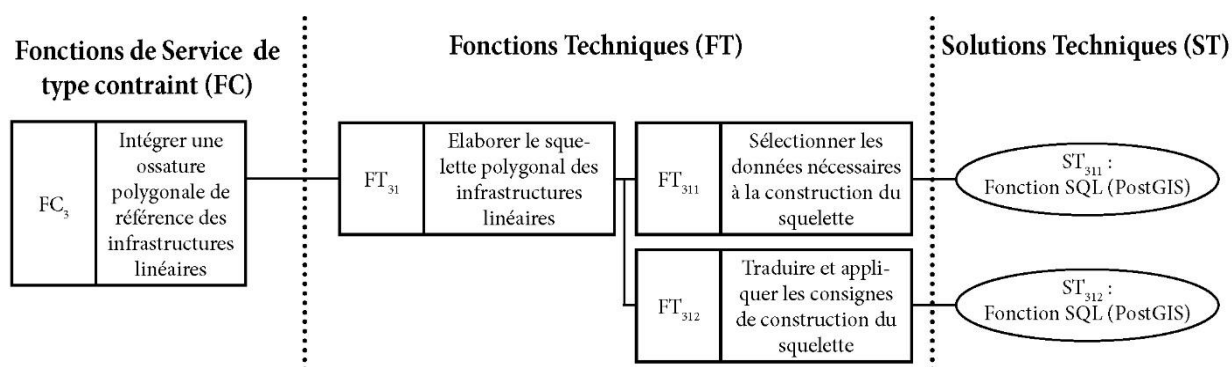 Fonctions de Service de
type contraint (FC)
Fonctions Techniques (FT)
Solutions Techniques (ST)
FC3
Intégrer une
ossature
polygonale de
référence des
infrastructures
linéaires
FT31
Elaborer le sque-
lette polygonal des
infrastructures
linéaires
FT311
Sélectionner les
données nécessaires
à la construction du
squelette
ST311 :
Fonction SQL (PostGIS)
FT312
Traduire et appli-
quer les consignes
de construction du
squelette
ST312 :
Fonction SQL (PostGIS)